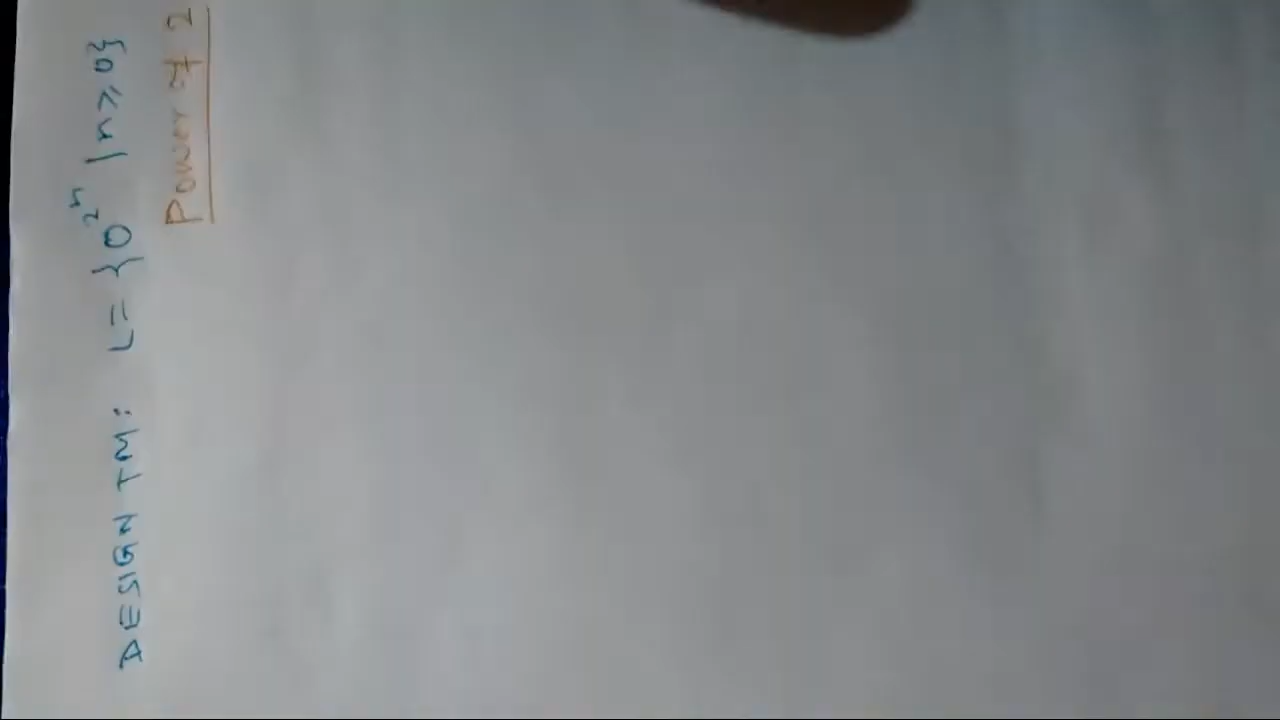 DESIGN TM: L = {0^2^n | n ≥ 0}
Power of 2